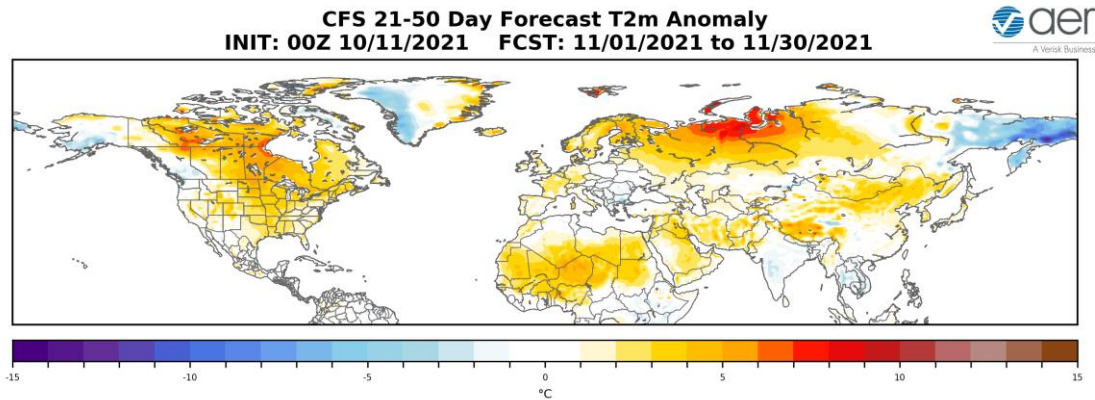 CFS 21-50 Day Forecast T2m Anomaly
INIT: 00Z 10/11/2021 FCST: 11/01/2021 to 11/30/2021
aer
A Verisk Business
-15 -10 -5 0 5 10 15
°C